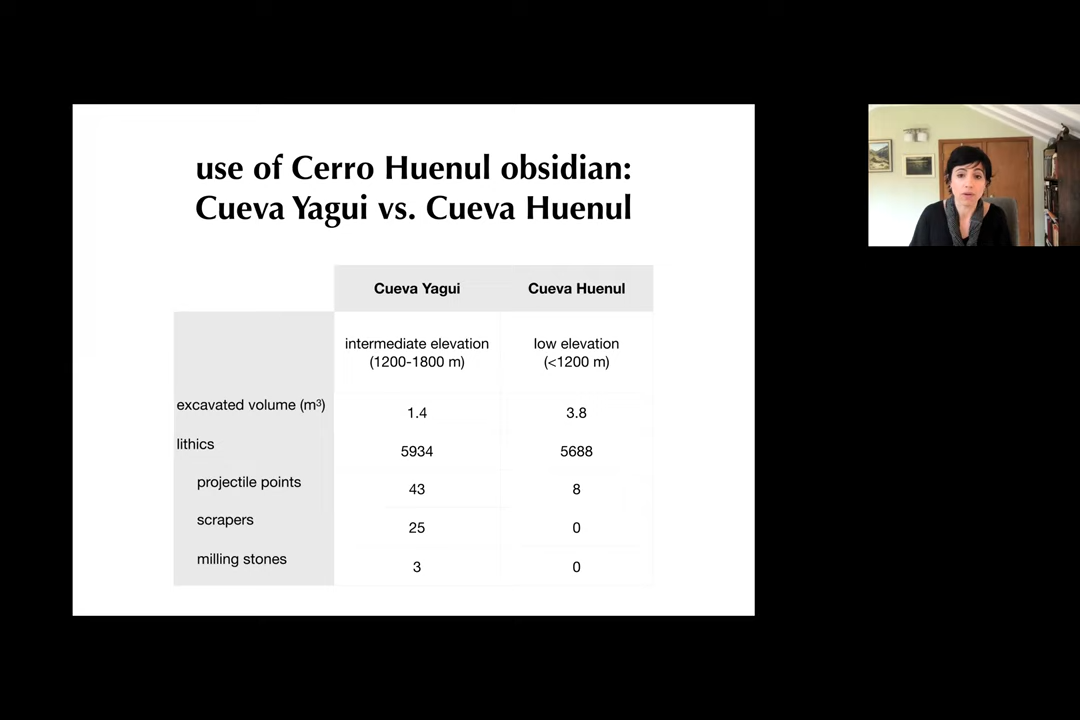 use of Cerro Huenul obsidian:
Cueva Yagui vs. Cueva Huenul
Cueva Yagui Cueva Huenul
intermediate elevation low elevation
(1200-1800 m) (<1200 m)
excavated volume (m³) 1.4 3.8
lithics 5934 5688
projectile points 43 8
scrapers 25 0
milling stones 3 0